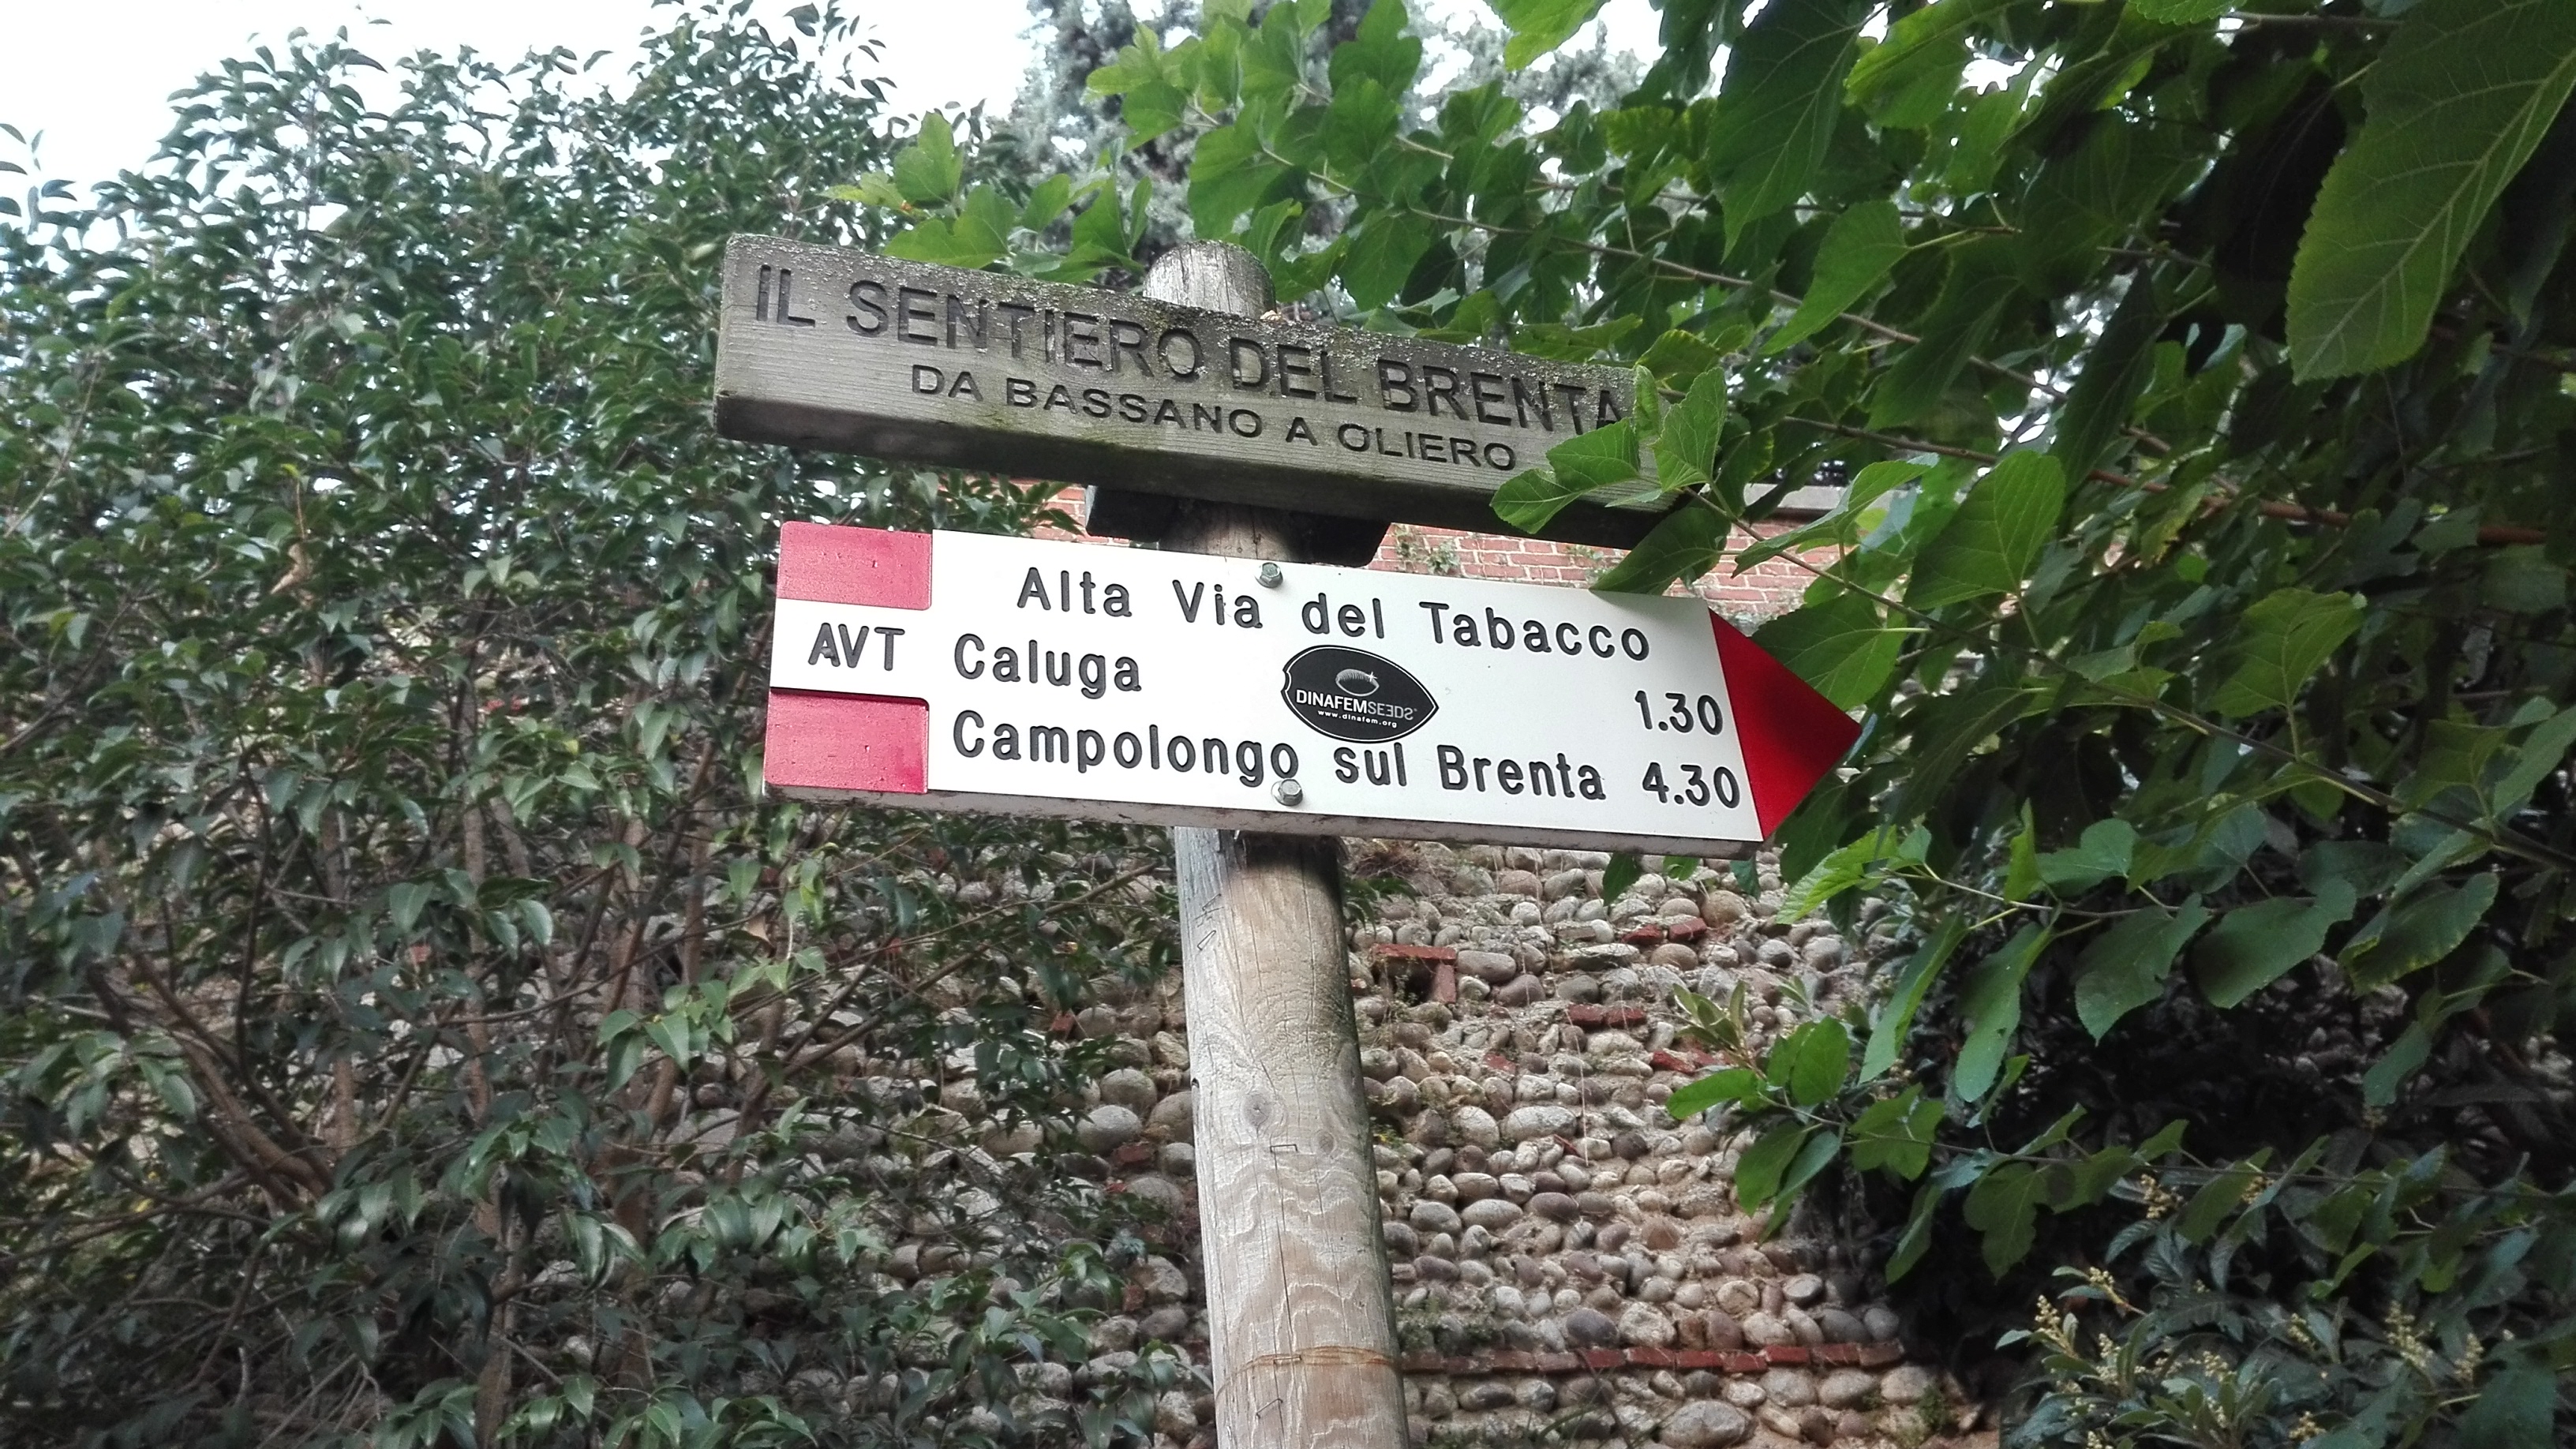 IL SENTIERO DEL BRENTA
DA BASSANO A OLIERO
Alta Via del Tabacco
AVT
Caluga 1.30
DINAFEMSEEDS®
www.dinafem.org
Campolongo sul Brenta 4.30